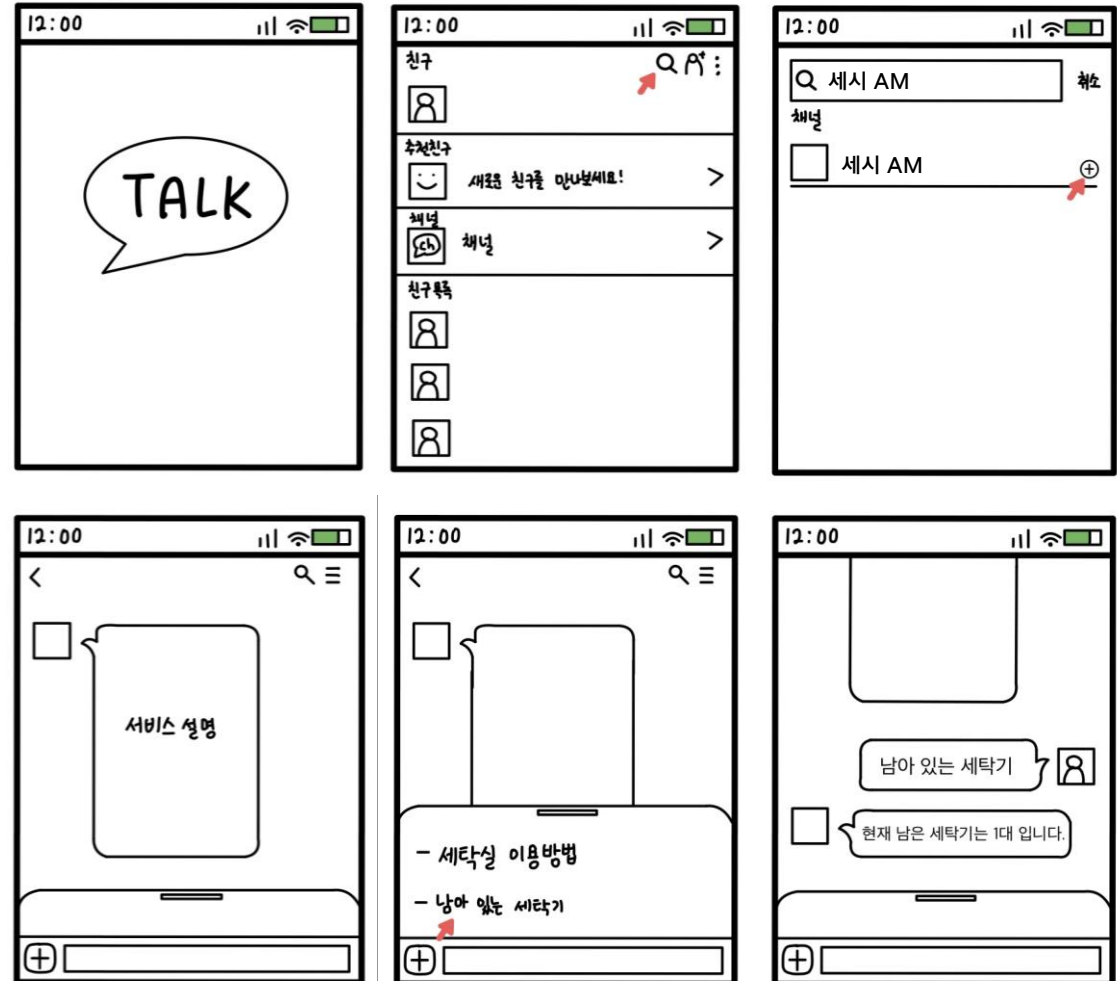 12:00
TALK
12:00
친구
추천친구
새로운 친구를 만나보세요!
채널
ch 채널
친구목록
12:00
세시 AM 취소
채널
세시 AM
12:00
서비스 설명
12:00
- 세탁실 이용방법
- 남아 있는 세탁기
12:00
남아 있는 세탁기
현재 남은 세탁기는 1대 입니다.